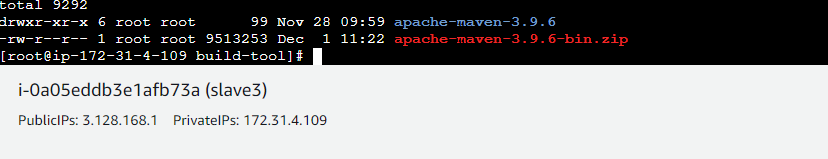 total 9292
drwxr-xr-x 6 root root      99 Nov 28 09:59 apache-maven-3.9.6
-rw-r--r-- 1 root root 9513253 Dec  1 11:22 apache-maven-3.9.6-bin.zip
[root@ip-172-31-4-109 build-tool]#
i-0a05eddb3e1afb73a (slave3)
PublicIPs: 3.128.168.1 PrivateIPs: 172.31.4.109